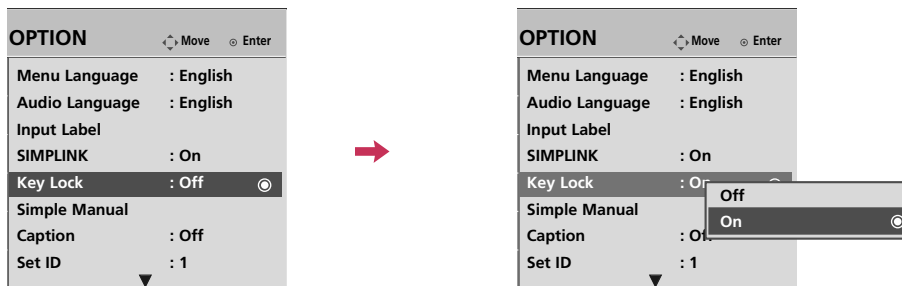 OPTION Move Enter
Menu Language : English
Audio Language : English
Input Label
SIMPLINK : On
Key Lock : Off
Simple Manual
Caption : Off
Set ID : 1
OPTION Move Enter
Menu Language : English
Audio Language : English
Input Label
SIMPLINK : On
Key Lock : On
Simple Manual
Caption : Off
Set ID : 1
Off
On